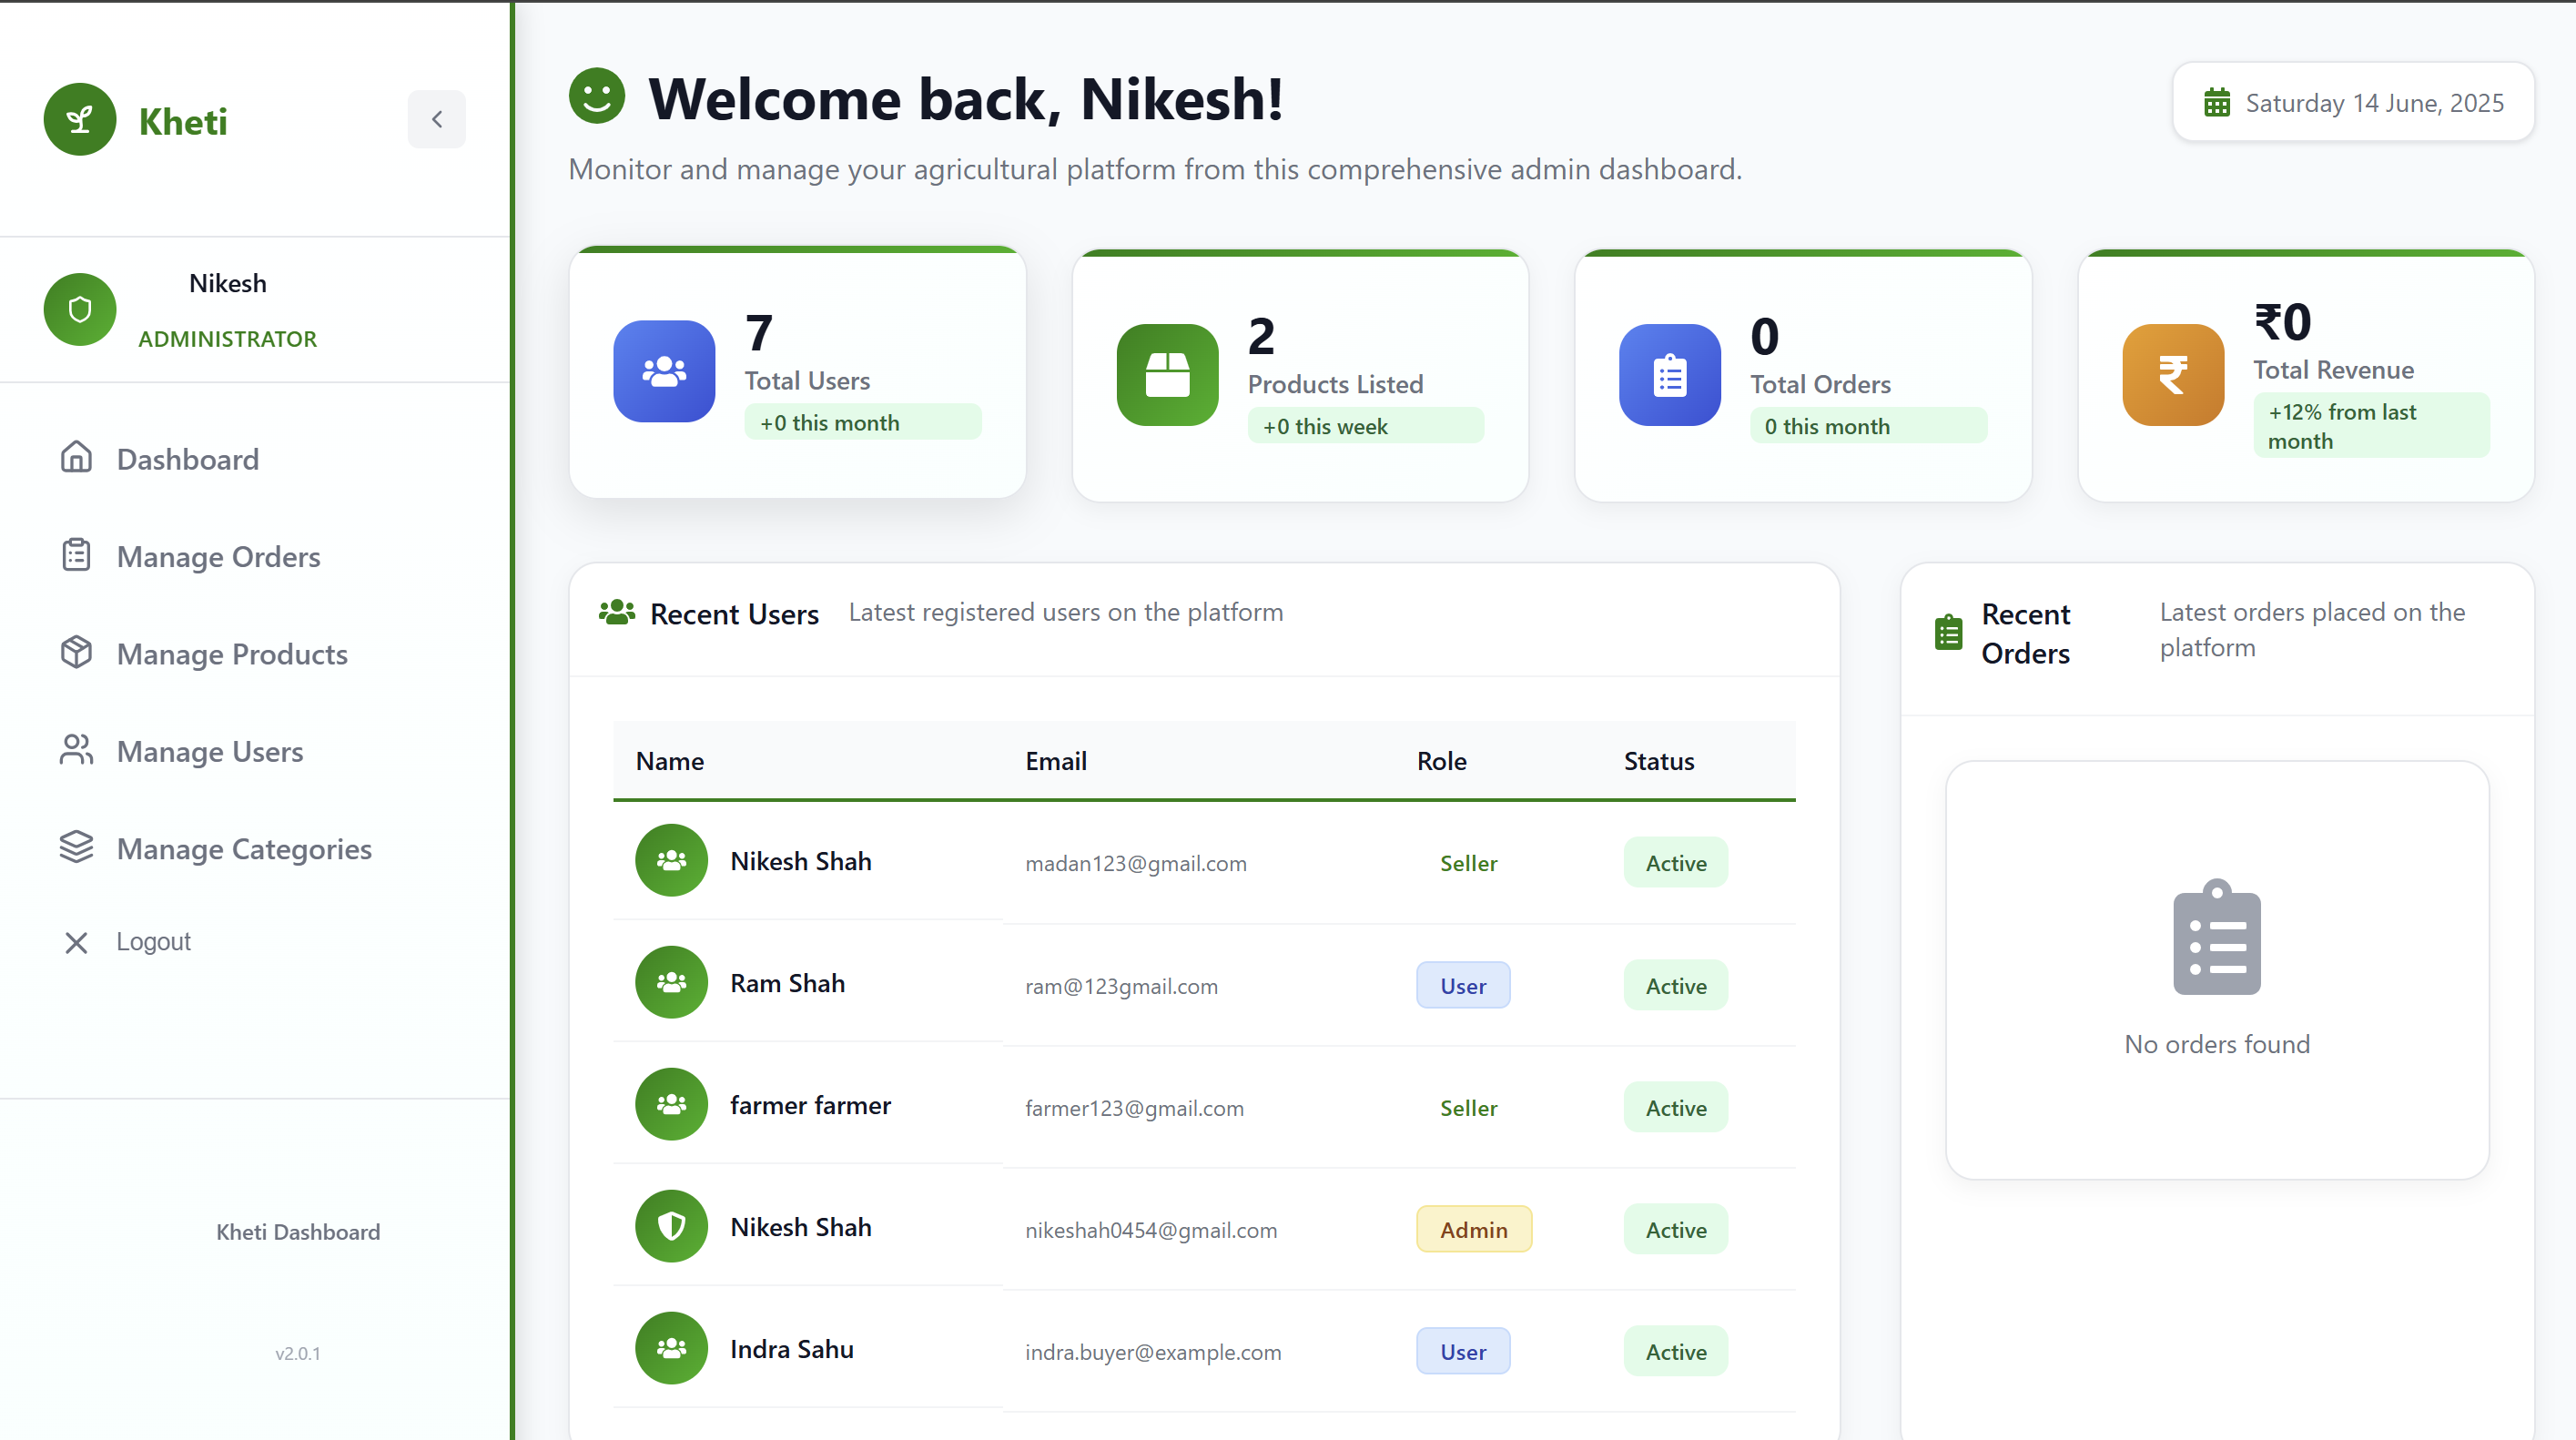 Kheti
Nikesh
ADMINISTRATOR
Dashboard
Manage Orders
Manage Products
Manage Users
Manage Categories
Logout
Kheti Dashboard
v2.0.1
Welcome back, Nikesh!
Monitor and manage your agricultural platform from this comprehensive admin dashboard.
Saturday 14 June, 2025
7
Total Users
+0 this month
2
Products Listed
+0 this week
0
Total Orders
0 this month
₹
₹0
Total Revenue
+12% from last
month
Recent Users Latest registered users on the platform
Name Email Role Status
Nikesh Shah madan123@gmail.com Seller Active
Ram Shah ram@123gmail.com User Active
farmer farmer farmer123@gmail.com Seller Active
Nikesh Shah nikeshah0454@gmail.com Admin Active
Indra Sahu indra.buyer@example.com User Active
Recent
Orders
Latest orders placed on the
platform
No orders found